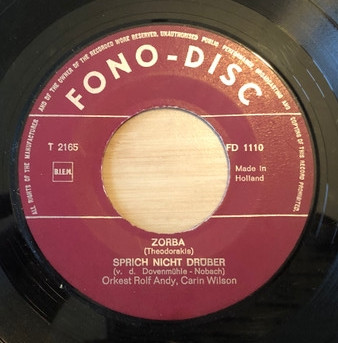 ALL RIGHTS OF THE MANUFACTURER AND OF THE OWNER OF THE RECORDED WORK RESERVED. UNAUTHORISED PUBLIC PERFORMANCE BROADCASTING AND COPYING OF THIS RECORD PROHIBITED.
FONO-DISC
T 2165
FD 1110
B.I.E.M.
Made in
Holland
ZORBA
(Theodorakis)
SPRICH NICHT DRÜBER
(v. d. Dovenmühle - Nobach)
Orkest Rolf Andy, Carin Wilson